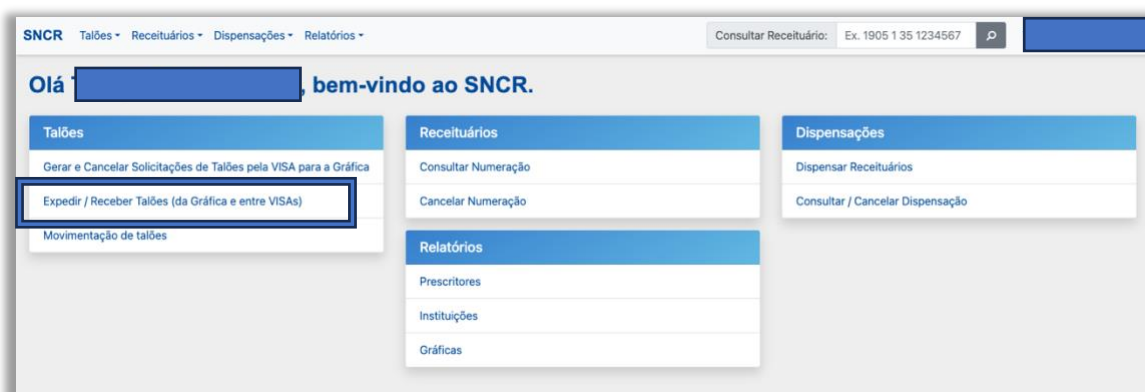 SNCR Talões Receituários Dispensações Relatórios Consultar Receituário: Ex. 1905 1 35 1234567
Olá , bem-vindo ao SNCR.
Talões
Gerar e Cancelar Solicitações de Talões pela VISA para a Gráfica
Expedir / Receber Talões (da Gráfica e entre VISAs)
Movimentação de talões
Receituários
Consultar Numeração
Cancelar Numeração
Relatórios
Prescritores
Instituições
Gráficas
Dispensações
Dispensar Receituários
Consultar / Cancelar Dispensação